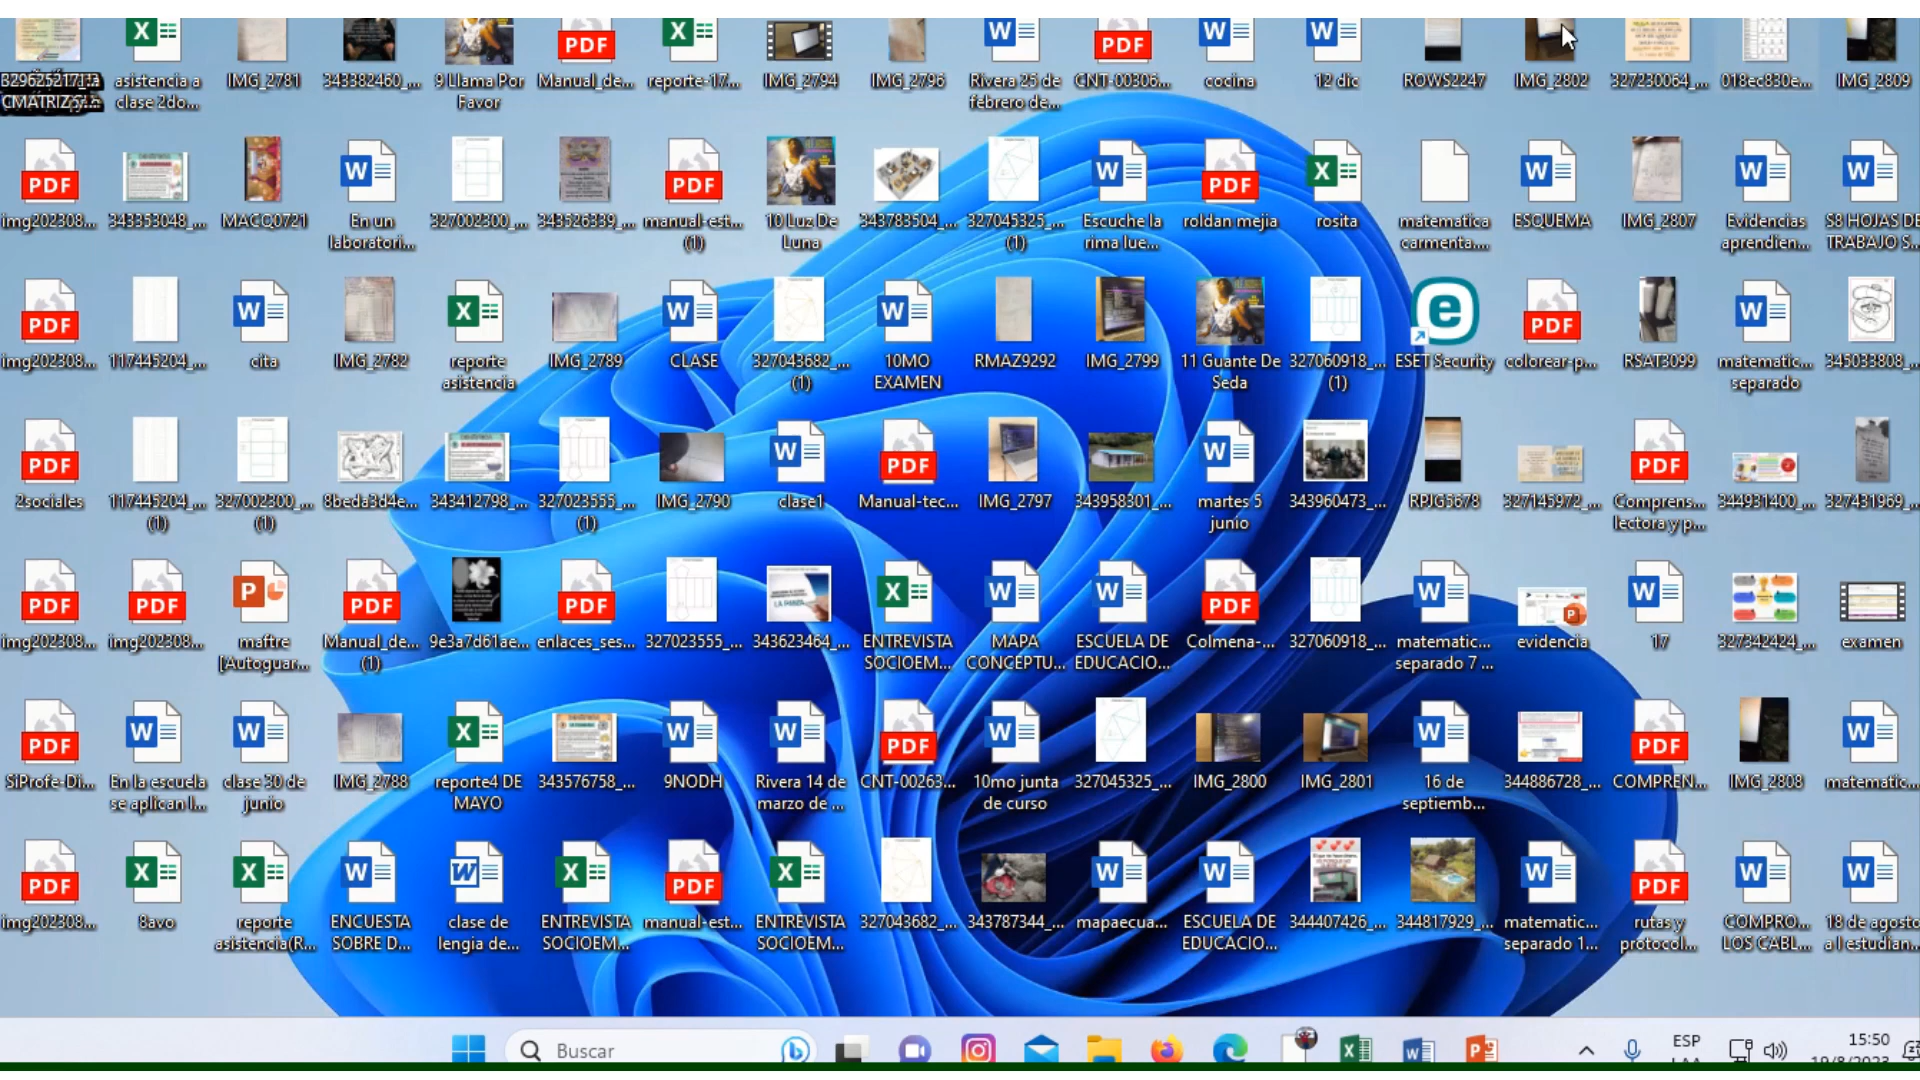 asistencia a
clase 2do...
IMG_2781
343382460_...
9 Llama Por
Favor
Manual_de...
reporte-17...
IMG_2794
IMG_2796
Rivera 25 de
febrero de...
CNT-00306...
cocina
12 dic
ROWS2247
IMG_2802
327230064_...
018ec830e...
IMG_2809
img202308...
343353048_...
MACQ0721
En un
laboratori...
327002300_...
343526339_...
manual-est...
(1)
10 Luz De
Luna
343783504_...
327045325_...
(1)
Escuche la
rima lue...
roldan mejia
rosita
matematica
carmenta....
ESQUEMA
IMG_2807
Evidencias
aprendien...
S8 HOJAS DE
TRABAJO S...
img202308...
117445204_...
cita
IMG_2782
reporte
asistencia
IMG_2789
CLASE
327043682_...
(1)
10MO
EXAMEN
RMAZ9292
IMG_2799
11 Guante De
Seda
327060918_...
(1)
ESET Security
colorear-p...
RSAT3099
matematic...
separado
345033808_...
2sociales
117445204_...
(1)
327002300_...
(1)
8beda3d4e...
343412798_...
327023555_...
(1)
IMG_2790
clase1
Manual-tec...
IMG_2797
343958301_...
martes 5
junio
343960473_...
RPJG5678
327145972_...
Comprens...
lectora y p...
344931400_...
327431969_...
img202308...
img202308...
maftre
[Autoguar...
Manual_de...
(1)
9e3a7d61ae...
enlaces_ses...
327023555_...
343623464_...
ENTREVISTA
SOCIOEM...
MAPA
CONCEPTU...
ESCUELA DE
EDUCACIO...
Colmena-...
327060918_...
matematic...
separado 7 ...
evidencia
17
327342424_...
examen
SiProfe-Di...
En la escuela
se aplican l...
clase 30 de
junio
IMG_2788
reporte4 DE
MAYO
343576758_...
9NODH
Rivera 14 de
marzo de ...
CNT-00263...
10mo junta
de curso
327045325_...
IMG_2800
IMG_2801
16 de
septiemb...
344886728_...
COMPREN...
IMG_2808
matematic...
img202308...
8avo
reporte
asistencia(R...
ENCUESTA
SOBRE D...
clase de
lengia de...
ENTREVISTA
SOCIOEM...
manual-est...
ENTREVISTA
SOCIOEM...
327043682_...
343787344_...
mapaecua...
ESCUELA DE
EDUCACIO...
344407426_...
344817929_...
matematic...
separado 1...
rutas y
protocol...
COMPRO...
LOS CABL...
18 de agosto
a l estudian...
Buscar
ESP
LAA
15:50
19/8/2023